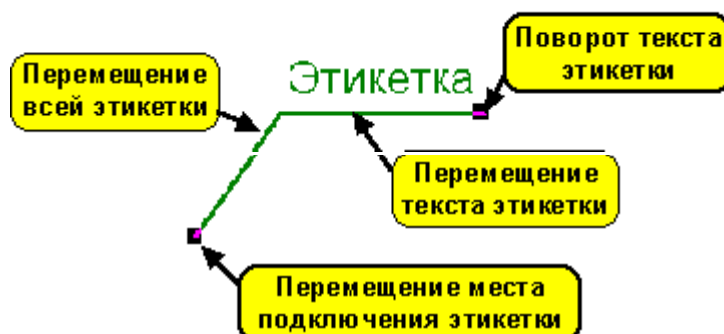 Поворот текста
этикетки
Перемещение
всей этикетки
Этикетка
Перемещение
текста этикетки
Перемещение места
подключения этикетки